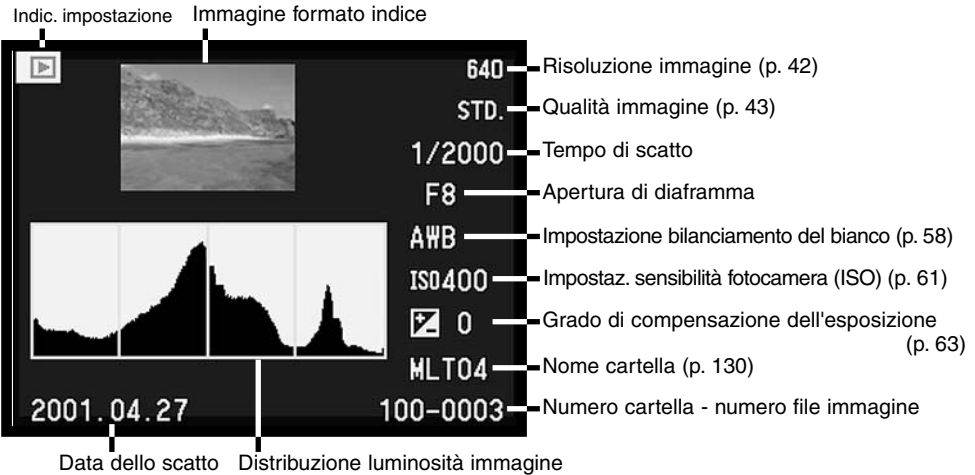 Indic. impostazione
Immagine formato indice
640
Risoluzione immagine (p. 42)
STD.
Qualità immagine (p. 43)
1/2000
Tempo di scatto
F8
Apertura di diaframma
AWB
Impostazione bilanciamento del bianco (p. 58)
ISO400
Impostaz. sensibilità fotocamera (ISO) (p. 61)
0
Grado di compensazione dell'esposizione
(p. 63)
MLT04
Nome cartella (p. 130)
2001.04.27
100-0003
Numero cartella - numero file immagine
Data dello scatto
Distribuzione luminosità immagine